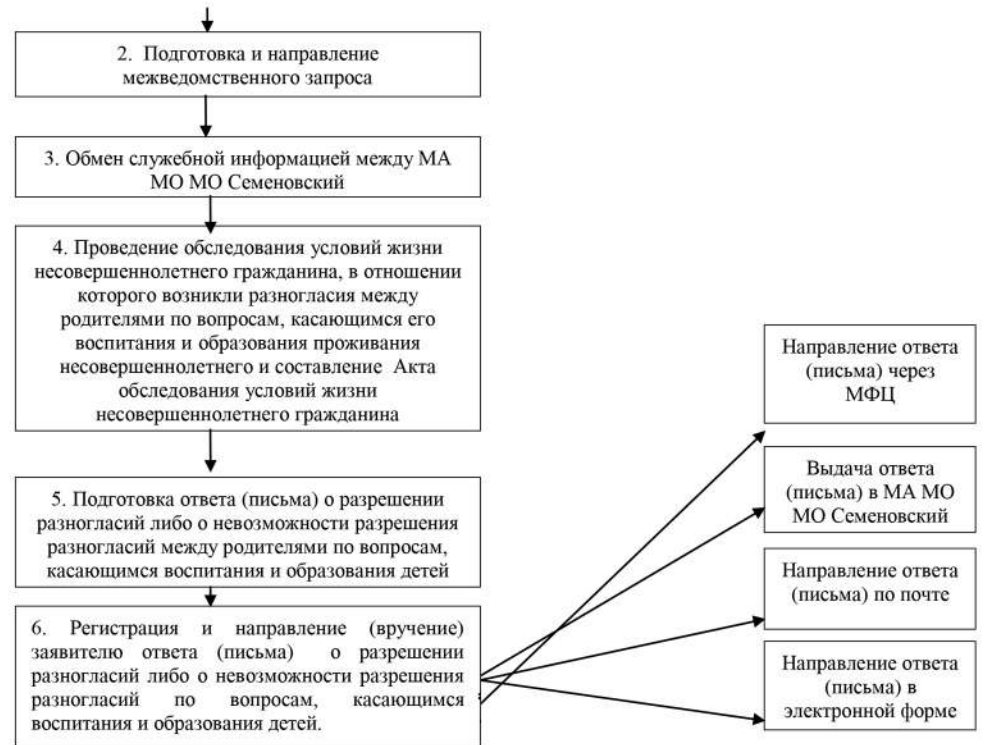 2. Подготовка и направление
межведомственного запроса
3. Обмен служебной информацией между МА
МО МО Семеновский
4. Проведение обследования условий жизни
несовершеннолетнего гражданина, в отношении
которого возникли разногласия между
родителями по вопросам, касающимся его
воспитания и образования проживания
несовершеннолетнего и составление Акта
обследования условий жизни
несовершеннолетнего гражданина
5. Подготовка ответа (письма) о разрешении
разногласий либо о невозможности разрешения
разногласий между родителями по вопросам,
касающимся воспитания и образования детей
6. Регистрация и направление (вручение)
заявителю ответа (письма) о разрешении
разногласий либо о невозможности разрешения
разногласий по вопросам, касающимся
воспитания и образования детей.
Направление ответа
(письма) через
МФЦ
Выдача ответа
(письма) в МА МО
МО Семеновский
Направление ответа
(письма) по почте
Направление ответа
(письма) в
электронной форме